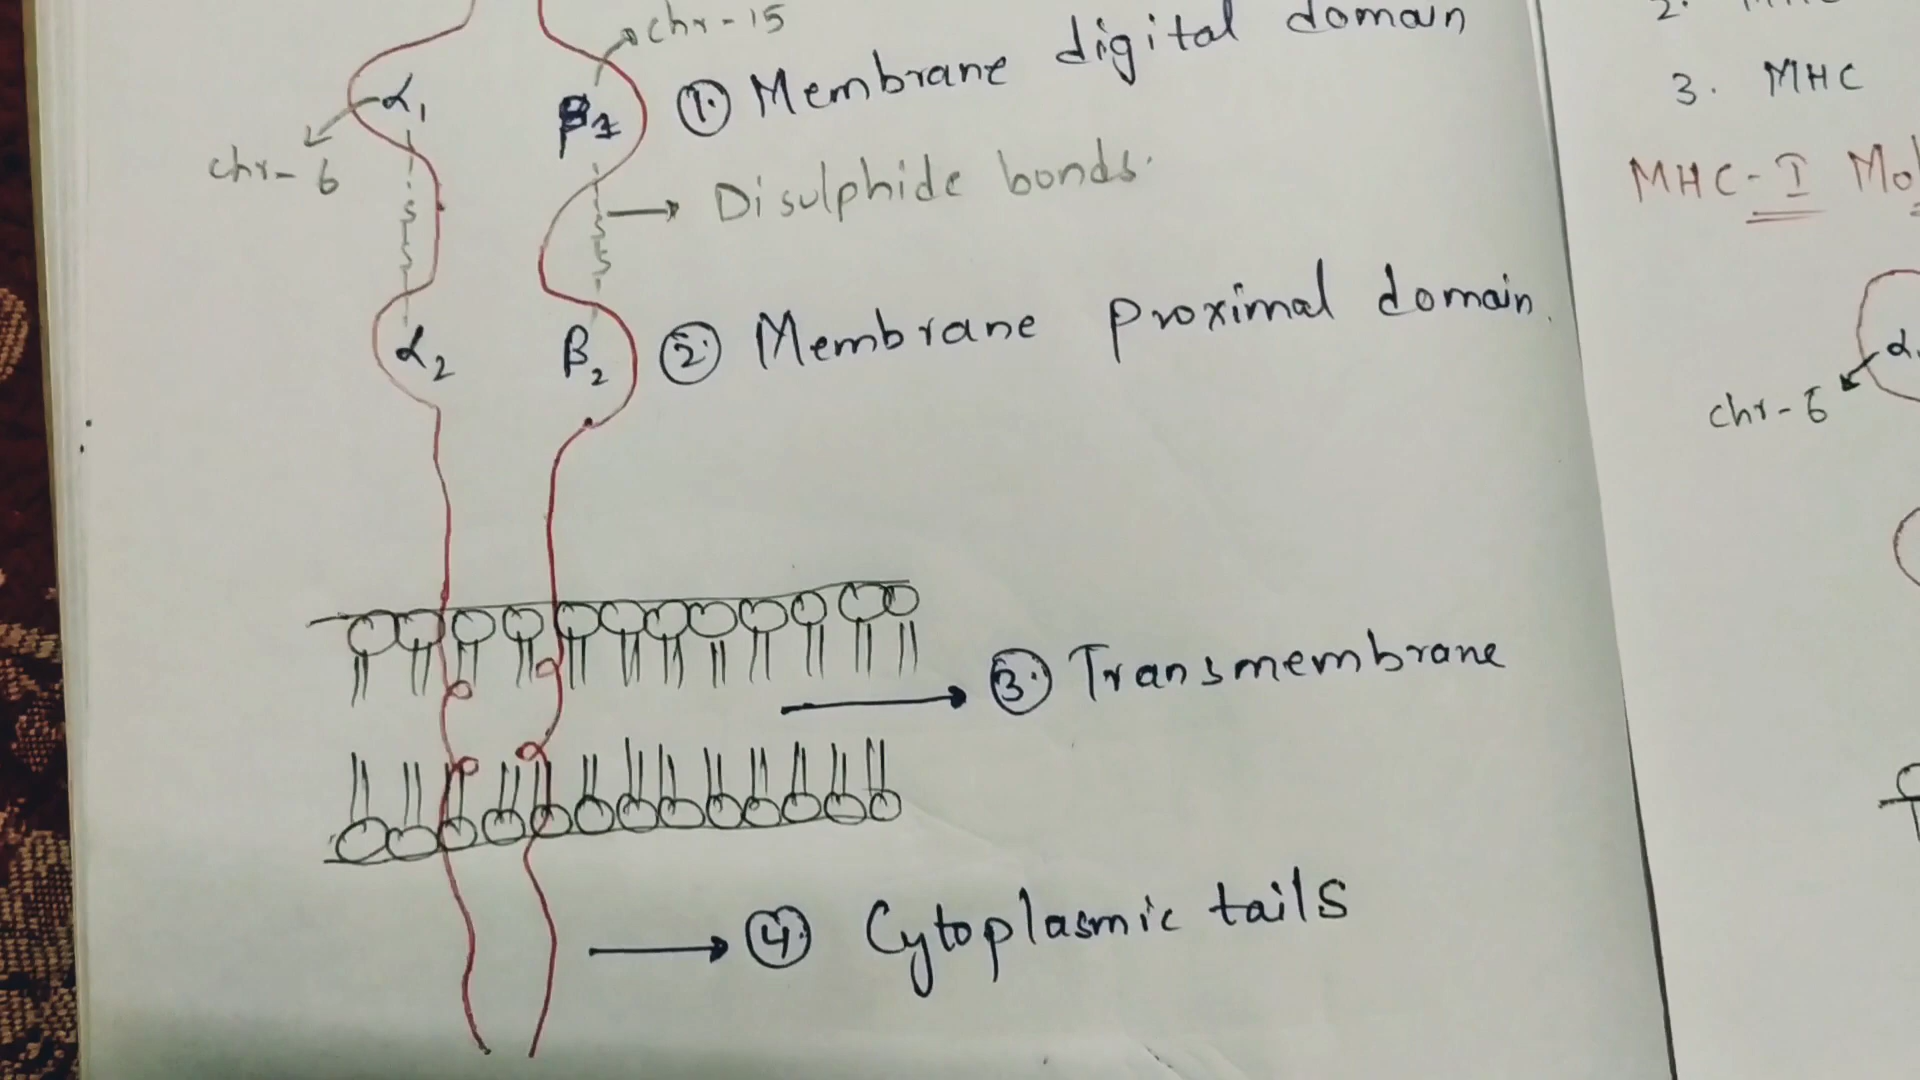 chr-15
α1
β1
① Membrane digital domain
chr-6
s
s
s
s
→ Disulphide bonds.
α2
β2
② Membrane proximal domain.
③ Transmembrane
④ Cytoplasmic tails
2.
3. MHC
MHC-I
chr-6